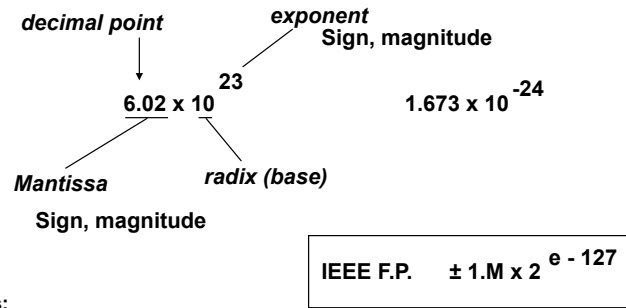 decimal point
exponent
Sign, magnitude
6.02 x 10 23
1.673 x 10 -24
Mantissa
radix (base)
Sign, magnitude
IEEE F.P. ± 1.M x 2 e - 127